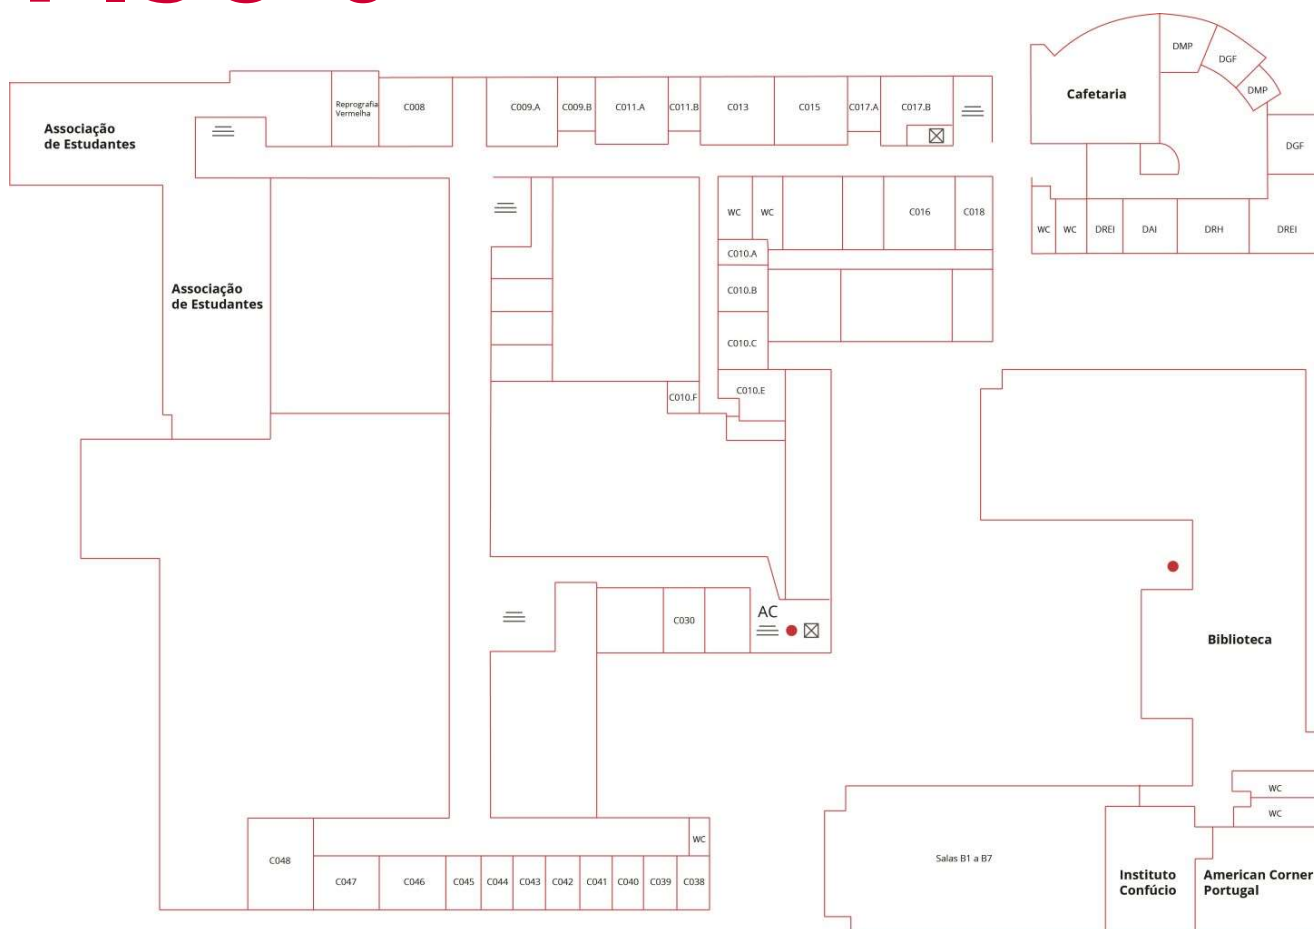 DMP
DGF
Cafetaria
DMP
Reprografia
Vermelha
C008
C009.A
C009.B
C011.A
C011.B
C013
C015
C017.A
C017.B
Associação
de Estudantes
DGF
WC
WC
C016
C018
WC
WC
DREI
DAI
DRH
DREI
C010.A
Associação
de Estudantes
C010.B
C010.C
C010.E
C010.F
AC
C030
Biblioteca
WC
WC
WC
C048
Salas B1 a B7
C047
C046
C045
C044
C043
C042
C041
C040
C039
C038
Instituto
Confúcio
American Corner
Portugal